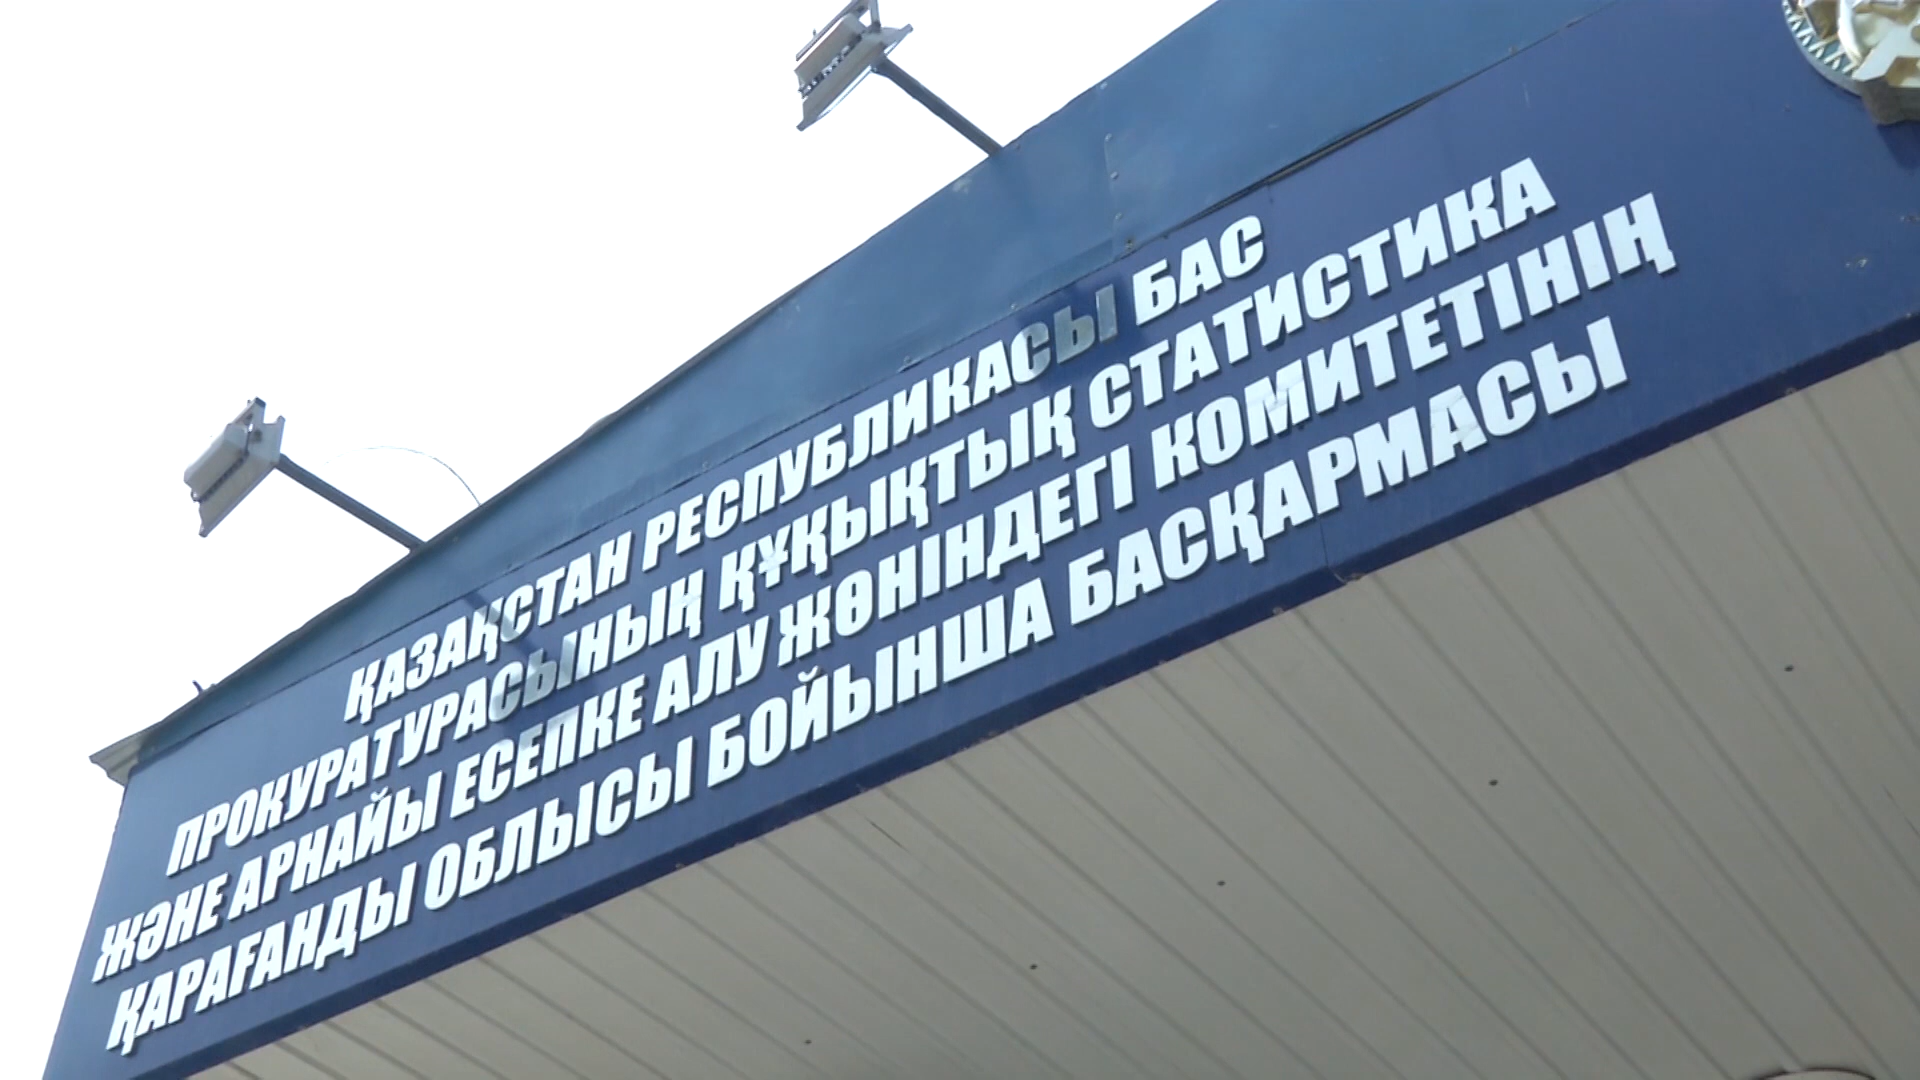 ҚАЗАҚСТАН РЕСПУБЛИКАСЫ БАС
ПРОКУРАТУРАСЫНЫҢ ҚҰҚЫҚТЫҚ СТАТИСТИКА
ЖӘНЕ АРНАЙЫ ЕСЕПКЕ АЛУ ЖӨНІНДЕГІ КОМИТЕТІНІҢ
ҚАРАҒАНДЫ ОБЛЫСЫ БОЙЫНША БАСҚАРМАСЫ